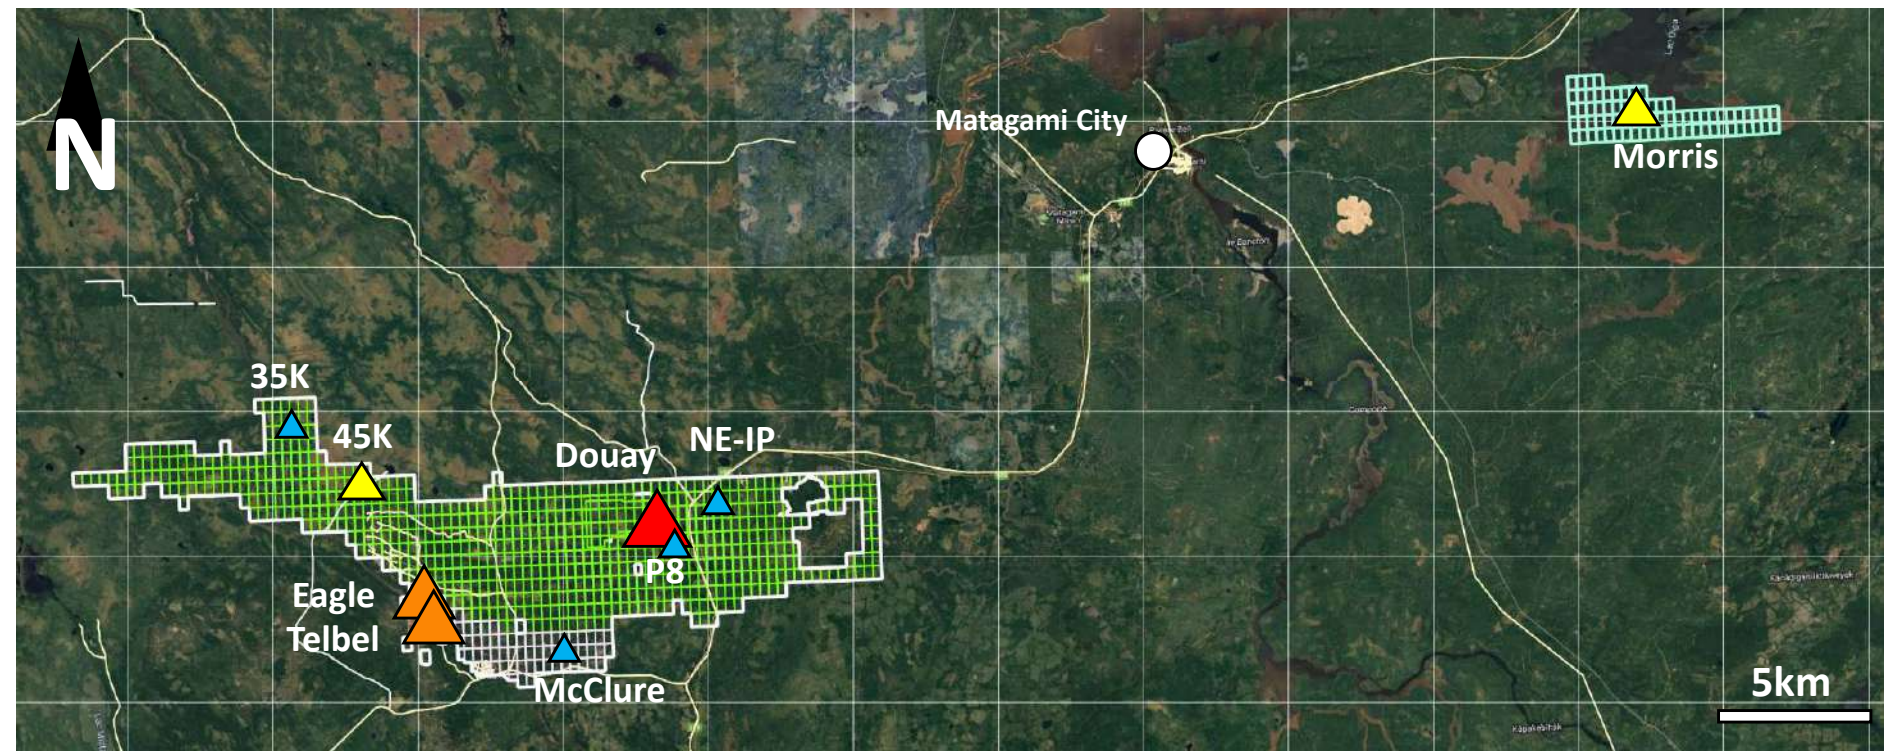 N
Matagami City
Morris
35K
45K
Douay
NE-IP
P8
Eagle
Telbel
McClure
5km